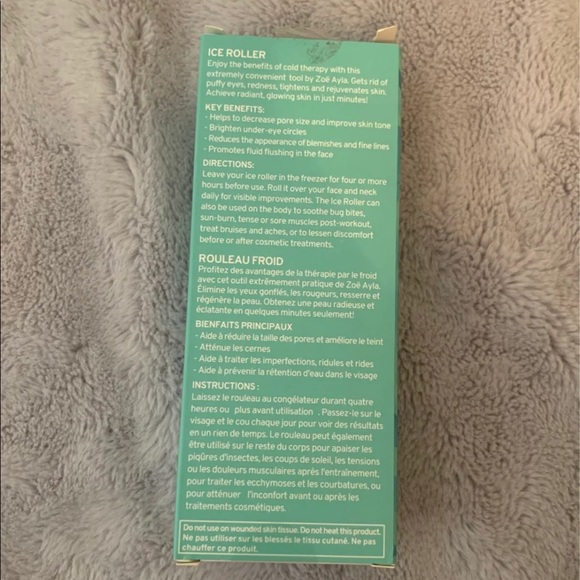 ICE ROLLER
Enjoy the benefits of cold therapy with this
extremely convenient tool by Zoë Ayla. Gets rid of
puffy eyes, redness, tightens and rejuvenates skin.
Achieve radiant, glowing skin in just minutes!
KEY BENEFITS:
- Helps to decrease pore size and improve skin tone
- Brighten under-eye circles
- Reduces the appearance of blemishes and fine lines
- Promotes fluid flushing in the face
DIRECTIONS:
Leave your ice roller in the freezer for four or more
hours before use. Roll it over your face and neck
daily for visible improvements. The Ice Roller can
also be used on the body to soothe bug bites,
sun-burn, tense or sore muscles post-workout,
treat bruises and aches, or to lessen discomfort
before or after cosmetic treatments.
ROULEAU FROID
Profitez des avantages de la thérapie par le froid
avec cet outil extrêmement pratique de Zoë Ayla.
Élimine les yeux gonflés, les rougeurs, resserre et
régénère la peau. Obtenez une peau radieuse et
éclatante en quelques minutes seulement!
BIENFAITS PRINCIPAUX
- Aide à réduire la taille des pores et améliore le teint
- Atténue les cernes
- Aide à traiter les imperfections, ridules et rides
- Aide à prévenir la rétention d'eau dans le visage
INSTRUCTIONS :
Laissez le rouleau au congélateur durant quatre
heures ou plus avant utilisation . Passez-le sur le
visage et le cou chaque jour pour voir des résultats
en un rien de temps. Le rouleau peut également
être utilisé sur le reste du corps pour apaiser les
piqûres d'insectes, les coups de soleil, les tensions
ou les douleurs musculaires après l'entraînement,
pour traiter les ecchymoses et les courbatures, ou
pour atténuer l'inconfort avant ou après les
traitements cosmétiques.
Do not use on wounded skin tissue. Do not heat this product.
Ne pas utiliser sur les blessés le tissu cutané. Ne pas
chauffer ce produit.